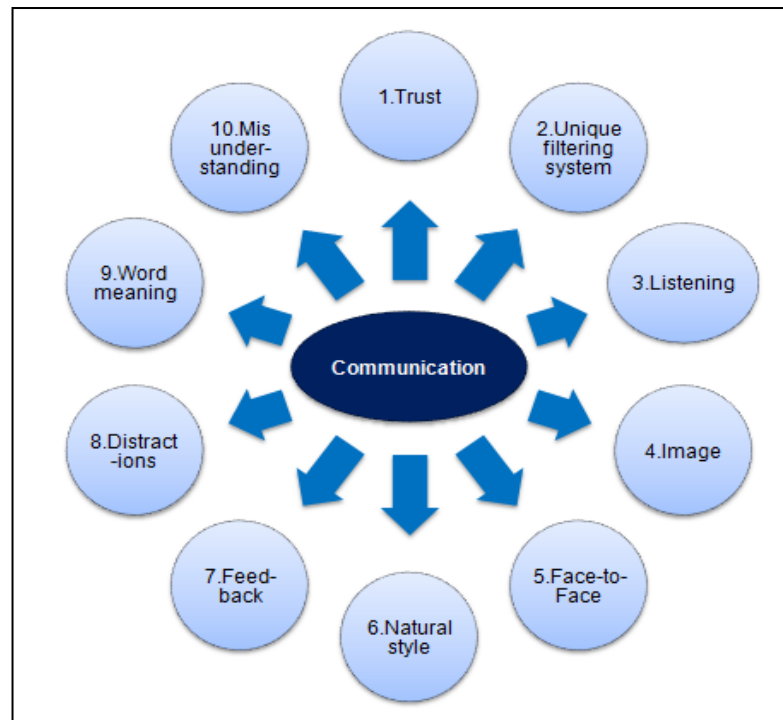 1.Trust
2.Unique
filtering
system
3.Listening
4.Image
5.Face-to-
Face
6.Natural
style
7.Feed-
back
8.Distract
-ions
9.Word
meaning
10.Mis
under-
standing
Communication